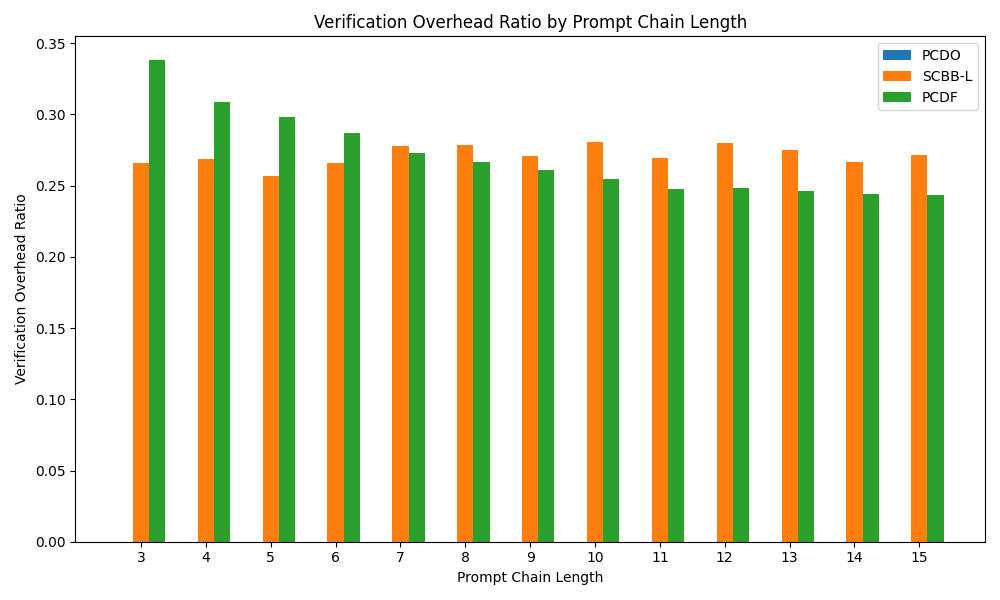 Verification Overhead Ratio by Prompt Chain Length
PCDO
SCBB-L
PCDF
Verification Overhead Ratio
0.35
0.30
0.25
0.20
0.15
0.10
0.05
0.00
3 4 5 6 7 8 9 10 11 12 13 14 15
Prompt Chain Length